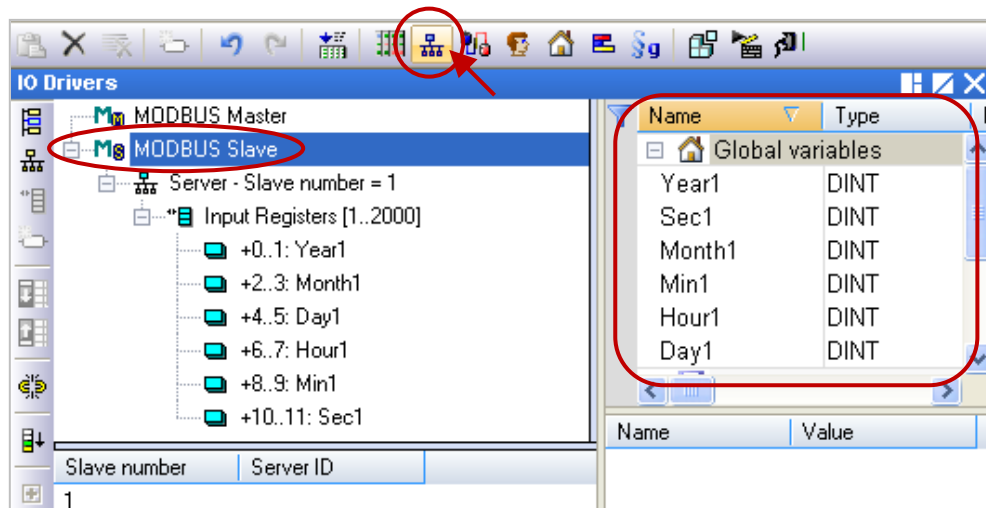 IO Drivers
MODBUS Master
MODBUS Slave
Server - Slave number = 1
Input Registers [1..2000]
+0..1: Year1
+2..3: Month1
+4..5: Day1
+6..7: Hour1
+8..9: Min1
+10..11: Sec1
Slave number Server ID
1
Name Type
Global variables
Year1 DINT
Sec1 DINT
Month1 DINT
Min1 DINT
Hour1 DINT
Day1 DINT
Name Value